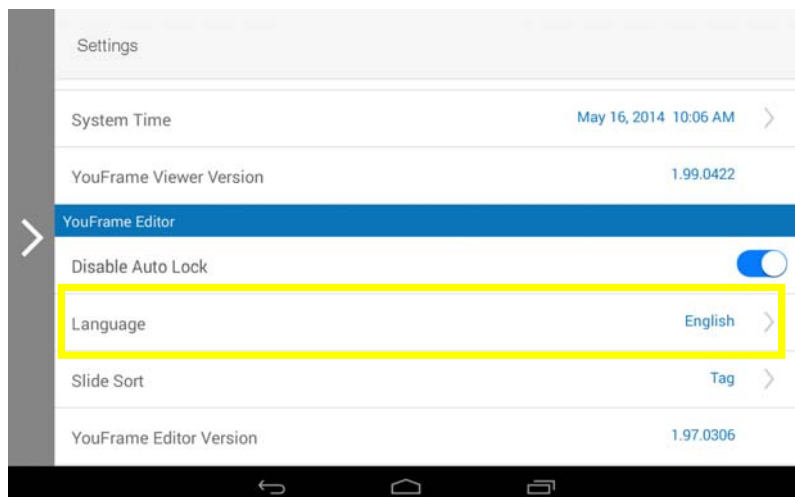 Settings
System Time May 16, 2014 10:06 AM
YouFrame Viewer Version 1.99.0422
YouFrame Editor
Disable Auto Lock
Language English
Slide Sort Tag
YouFrame Editor Version 1.97.0306